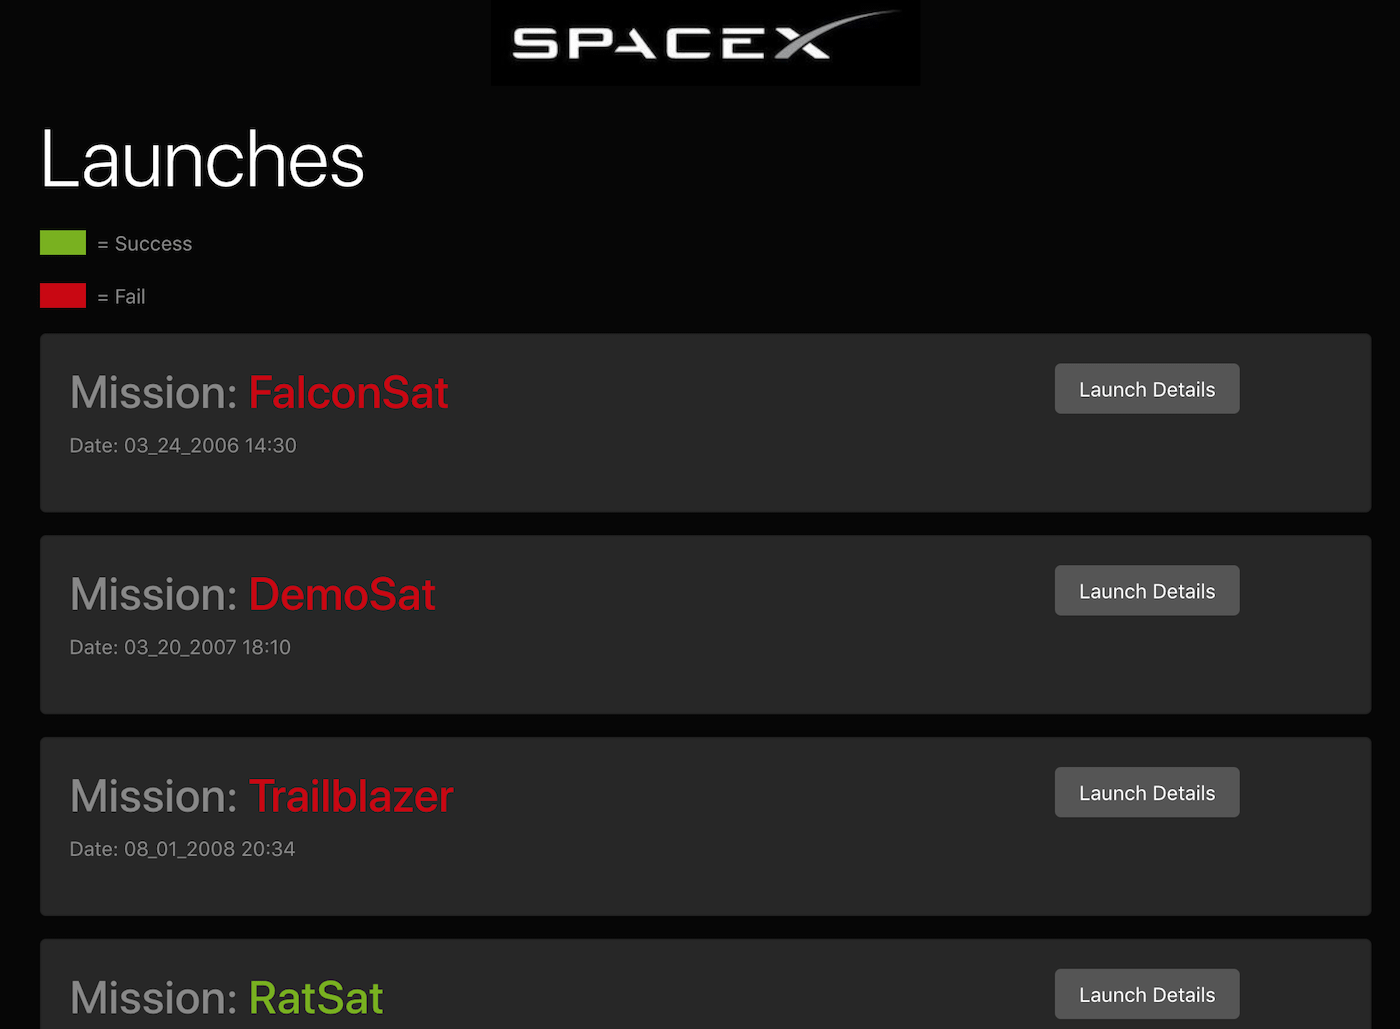 SPACEX
Launches
= Success
= Fail
Mission: FalconSat
Launch Details
Date: 03_24_2006 14:30
Mission: DemoSat
Launch Details
Date: 03_20_2007 18:10
Mission: Trailblazer
Launch Details
Date: 08_01_2008 20:34
Mission: RatSat
Launch Details